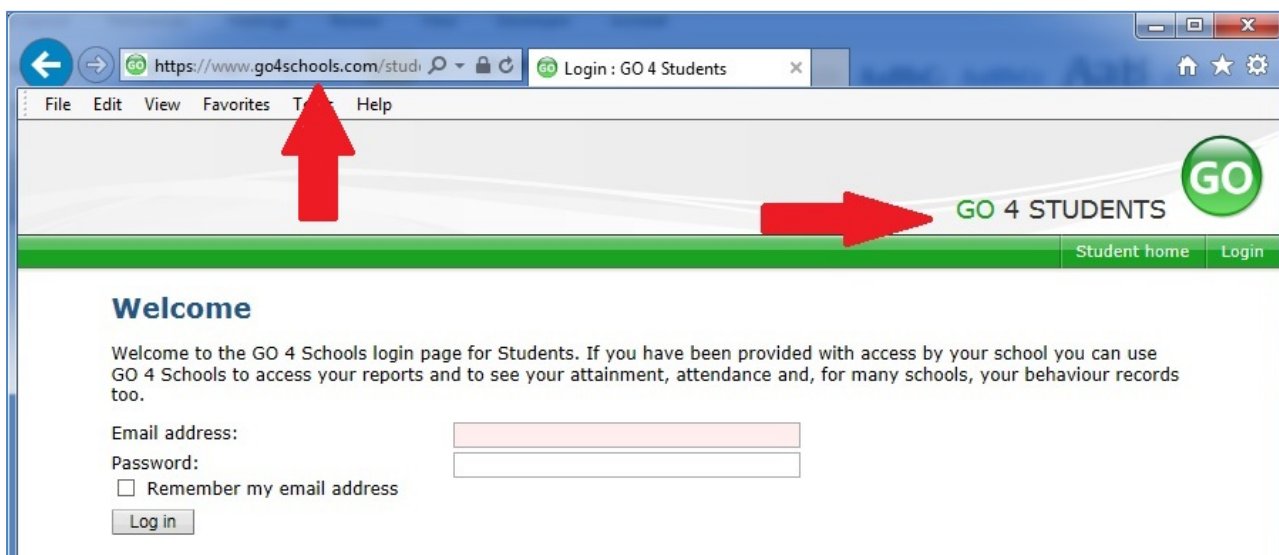 https://www.go4schools.com/stud
Login : GO 4 Students
File Edit View Favorites Help
GO
GO 4 STUDENTS
Student home Login
Welcome
Welcome to the GO 4 Schools login page for Students. If you have been provided with access by your school you can use
GO 4 Schools to access your reports and to see your attainment, attendance and, for many schools, your behaviour records
too.
Email address:
Password:
Remember my email address
Log in